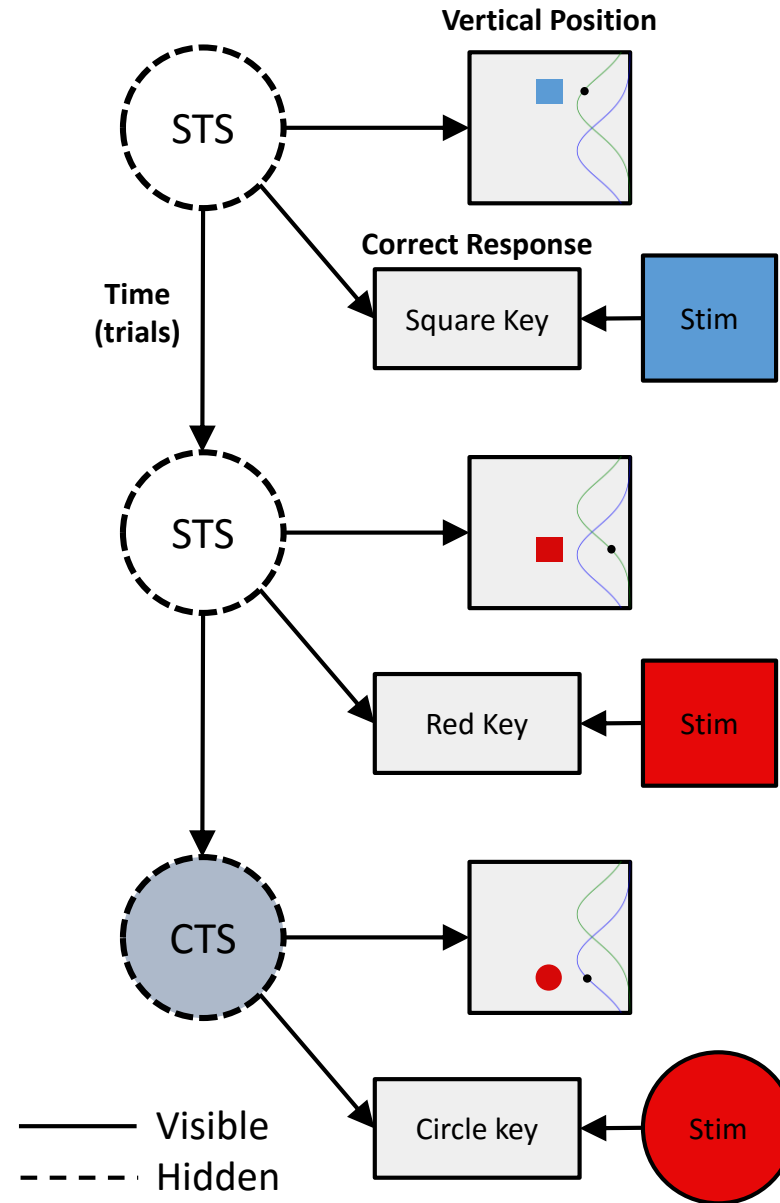 Vertical Position
STS
Correct Response
Time
(trials)
Square Key
Stim
STS
Red Key
Stim
CTS
Circle key
Stim
Visible
Hidden